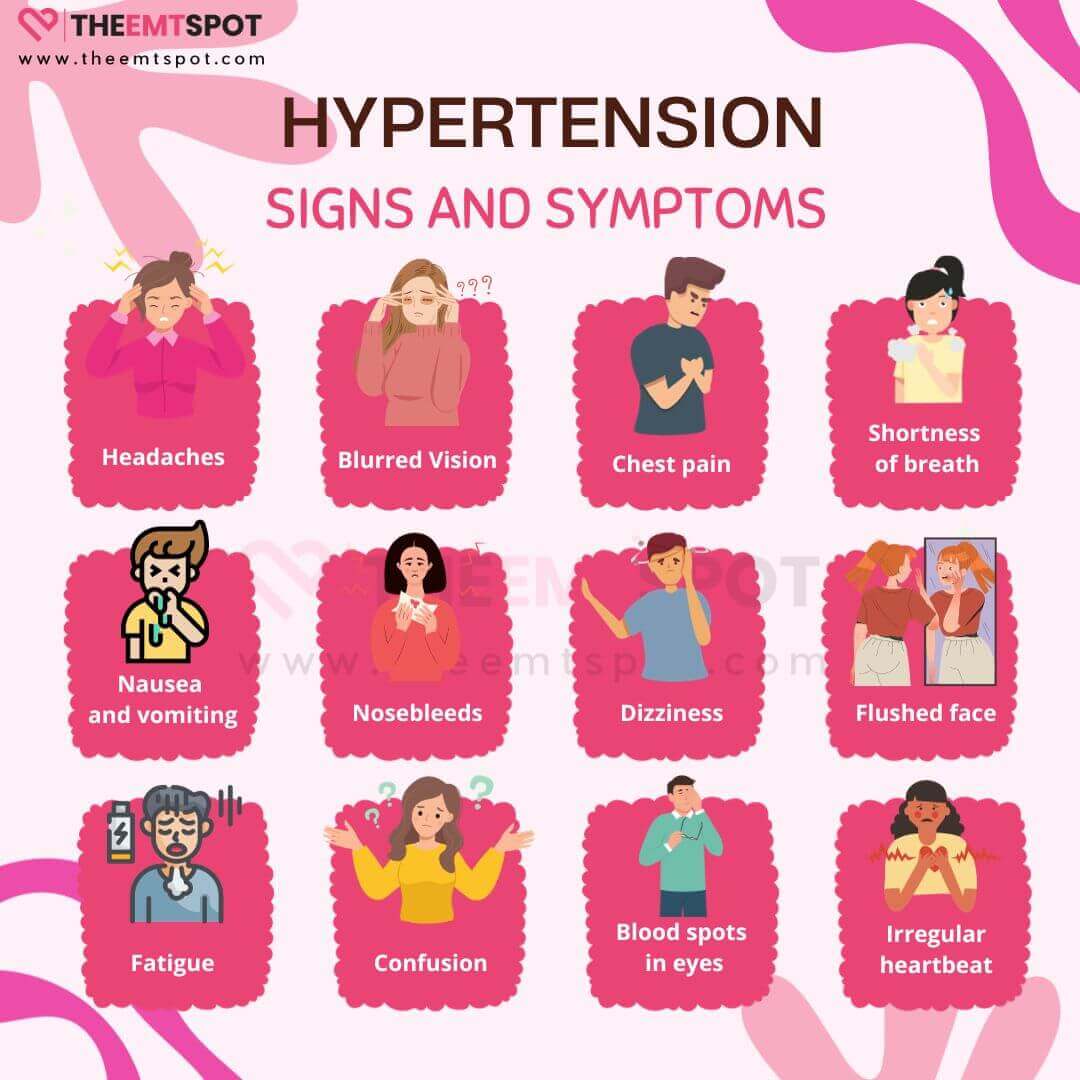 THEEMTSPOT
www.theemtspot.com
HYPERTENSION
SIGNS AND SYMPTOMS
???
Headaches
Blurred Vision
Chest pain
Shortness
of breath
THEEMTSPOT
www.theemtspot.com
Nausea
and vomiting
Nosebleeds
Dizziness
Flushed face
? ? ?
Fatigue
Confusion
Blood spots
in eyes
Irregular
heartbeat